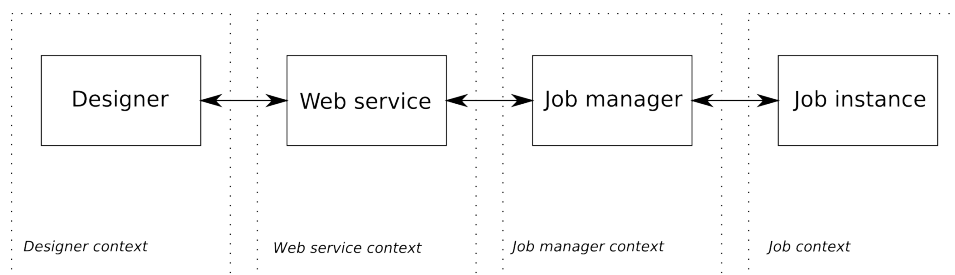 Designer
Web service
Job manager
Job instance
Designer context
Web service context
Job manager context
Job context